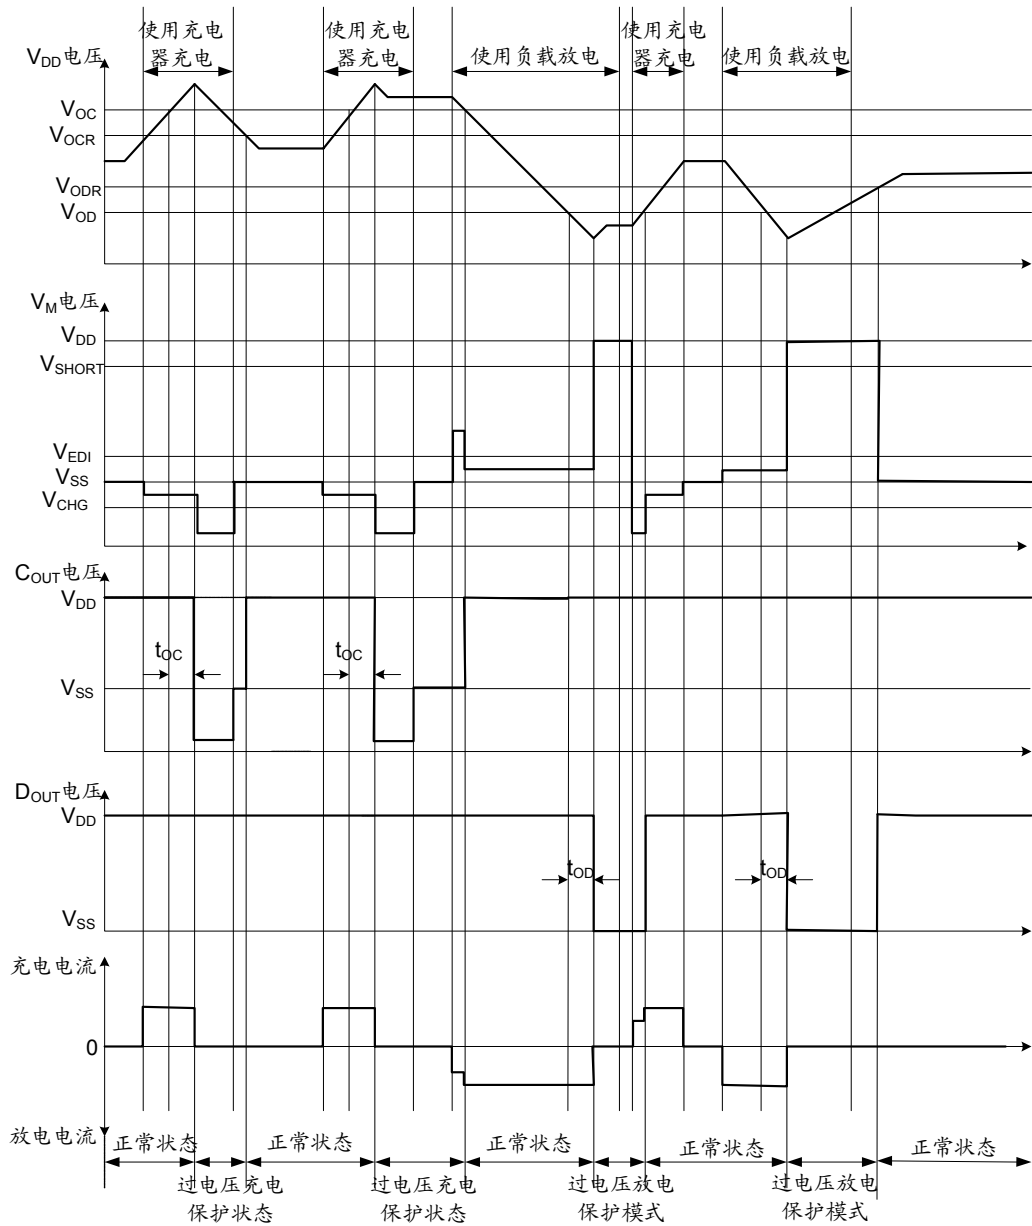 使用充电
器充电
使用充电
器充电
使用负载放电
使用充电
器充电
使用负载放电
VDD电压
VOC
VOCR
VODR
VOD
VM电压
VDD
VSHORT
VEDI
VSS
VCHG
COUT电压
VDD
tOC
tOC
VSS
DOUT电压
VDD
tOD
tOD
VSS
充电电流
0
放电电流
正常状态
正常状态
正常状态
正常状态
正常状态
过电压充电
保护状态
过电压充电
保护状态
过电压放电
保护模式
过电压放电
保护模式